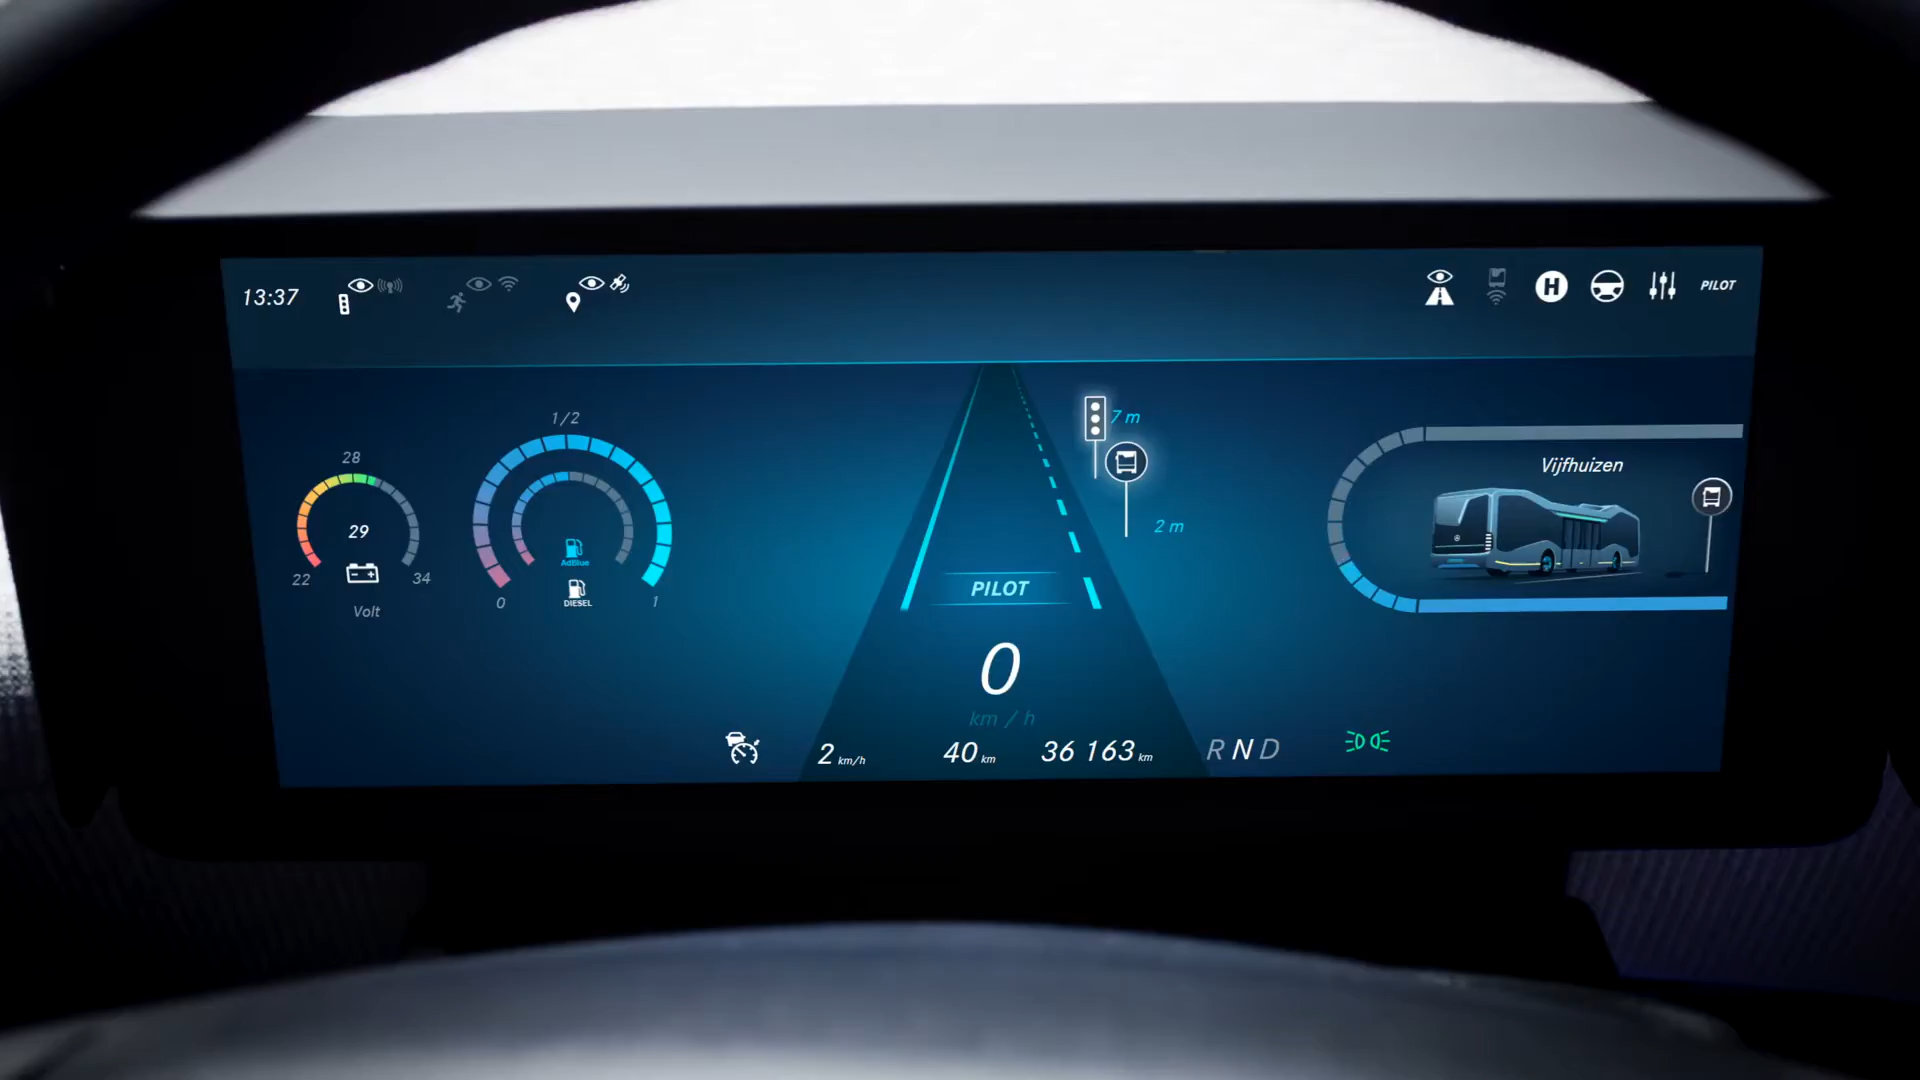 13:37
H
PILOT
1/2
7 m
28
Vijfhuizen
29
2 m
AdBlue
22
34
DIESEL
0
1
Volt
PILOT
0
km / h
2 km/h
40 km
36 163 km
R N D